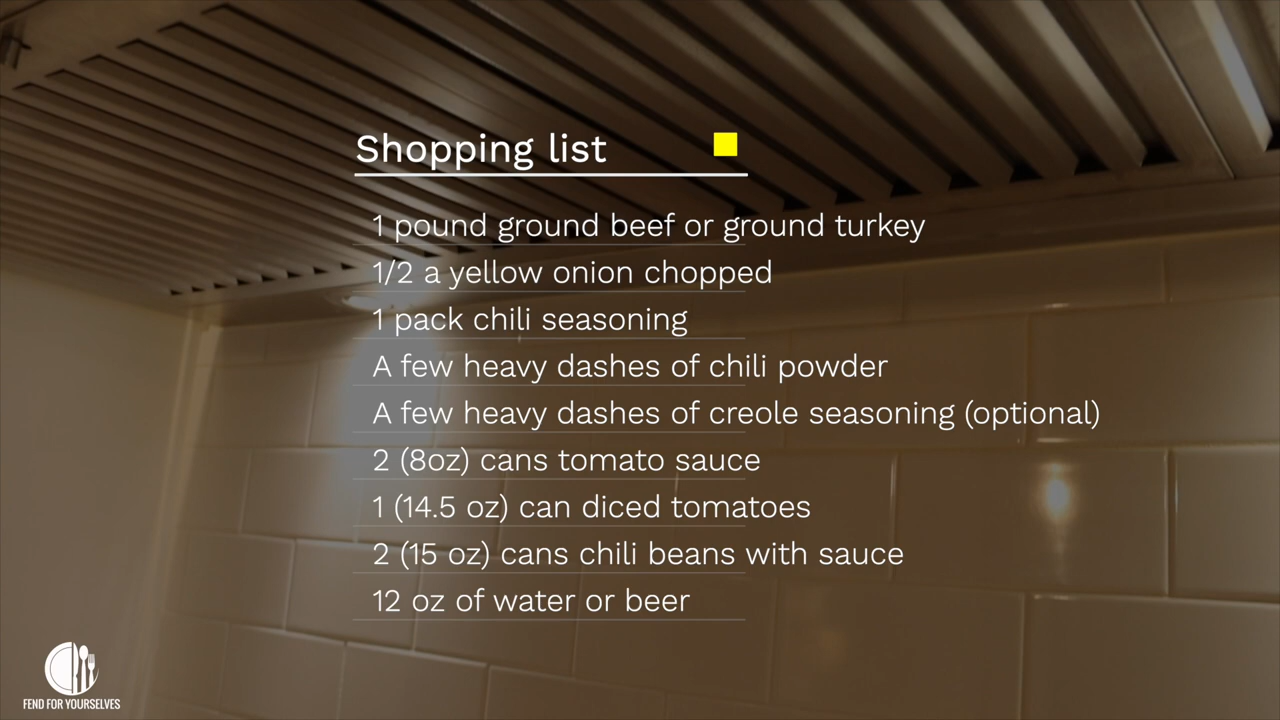 Shopping list
1 pound ground beef or ground turkey
1/2 a yellow onion chopped
1 pack chili seasoning
A few heavy dashes of chili powder
A few heavy dashes of creole seasoning (optional)
2 (8oz) cans tomato sauce
1 (14.5 oz) can diced tomatoes
2 (15 oz) cans chili beans with sauce
12 oz of water or beer
FEND FOR YOURSELVES